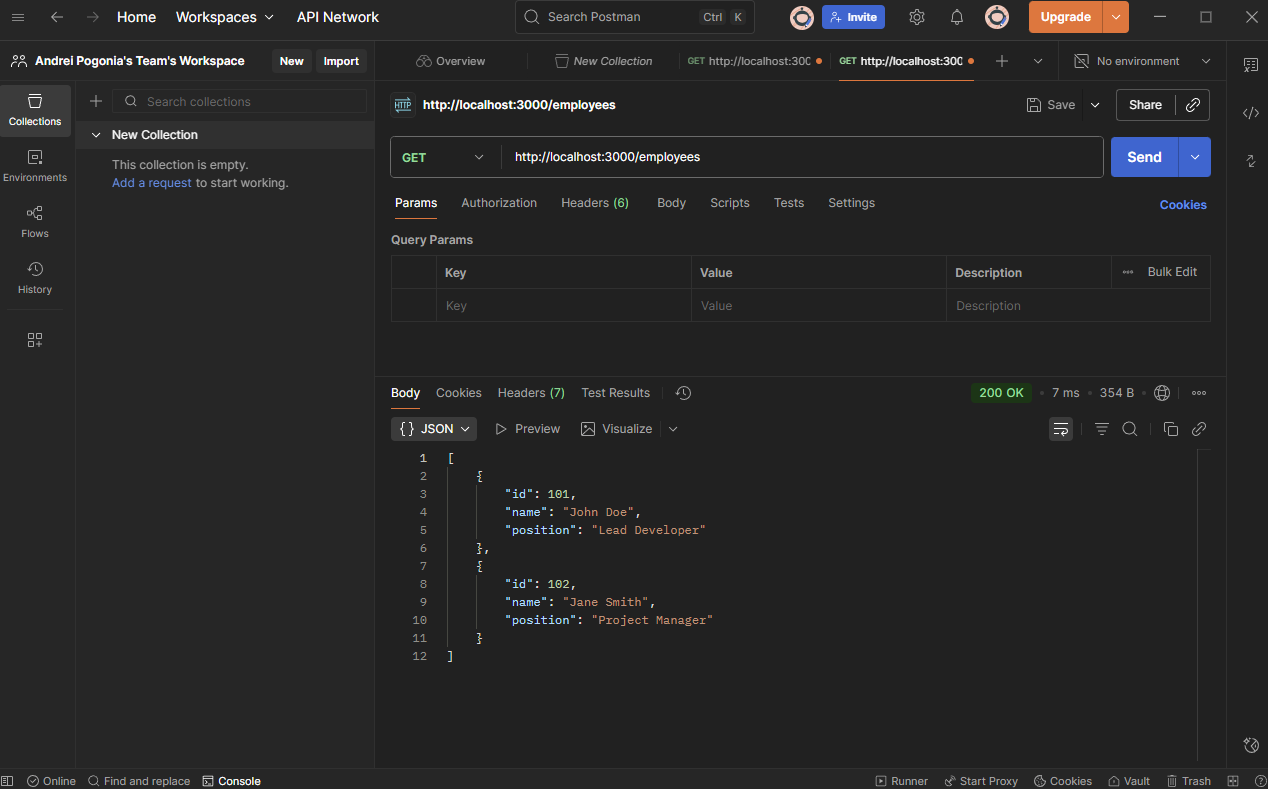 Home Workspaces API Network Search Postman Ctrl K Invite Upgrade
Andrei Pogonia's Team's Workspace New Import
Overview New Collection GET http://localhost:300 GET http://localhost:300 No environment
Collections
Environments
Flows
History
Search collections
New Collection
This collection is empty.
Add a request to start working.
HTTP http://localhost:3000/employees Save Share
GET http://localhost:3000/employees Send
Params Authorization Headers (6) Body Scripts Tests Settings Cookies
Query Params
Key Value Description Bulk Edit
Key Value Description
Body Cookies Headers (7) Test Results 200 OK 7 ms 354 B
{} JSON Preview Visualize
1 [
2 {
3 "id": 101,
4 "name": "John Doe",
5 "position": "Lead Developer"
6 },
7 {
8 "id": 102,
9 "name": "Jane Smith",
10 "position": "Project Manager"
11 }
12 ]
Online Find and replace Console Runner Start Proxy Cookies Vault Trash